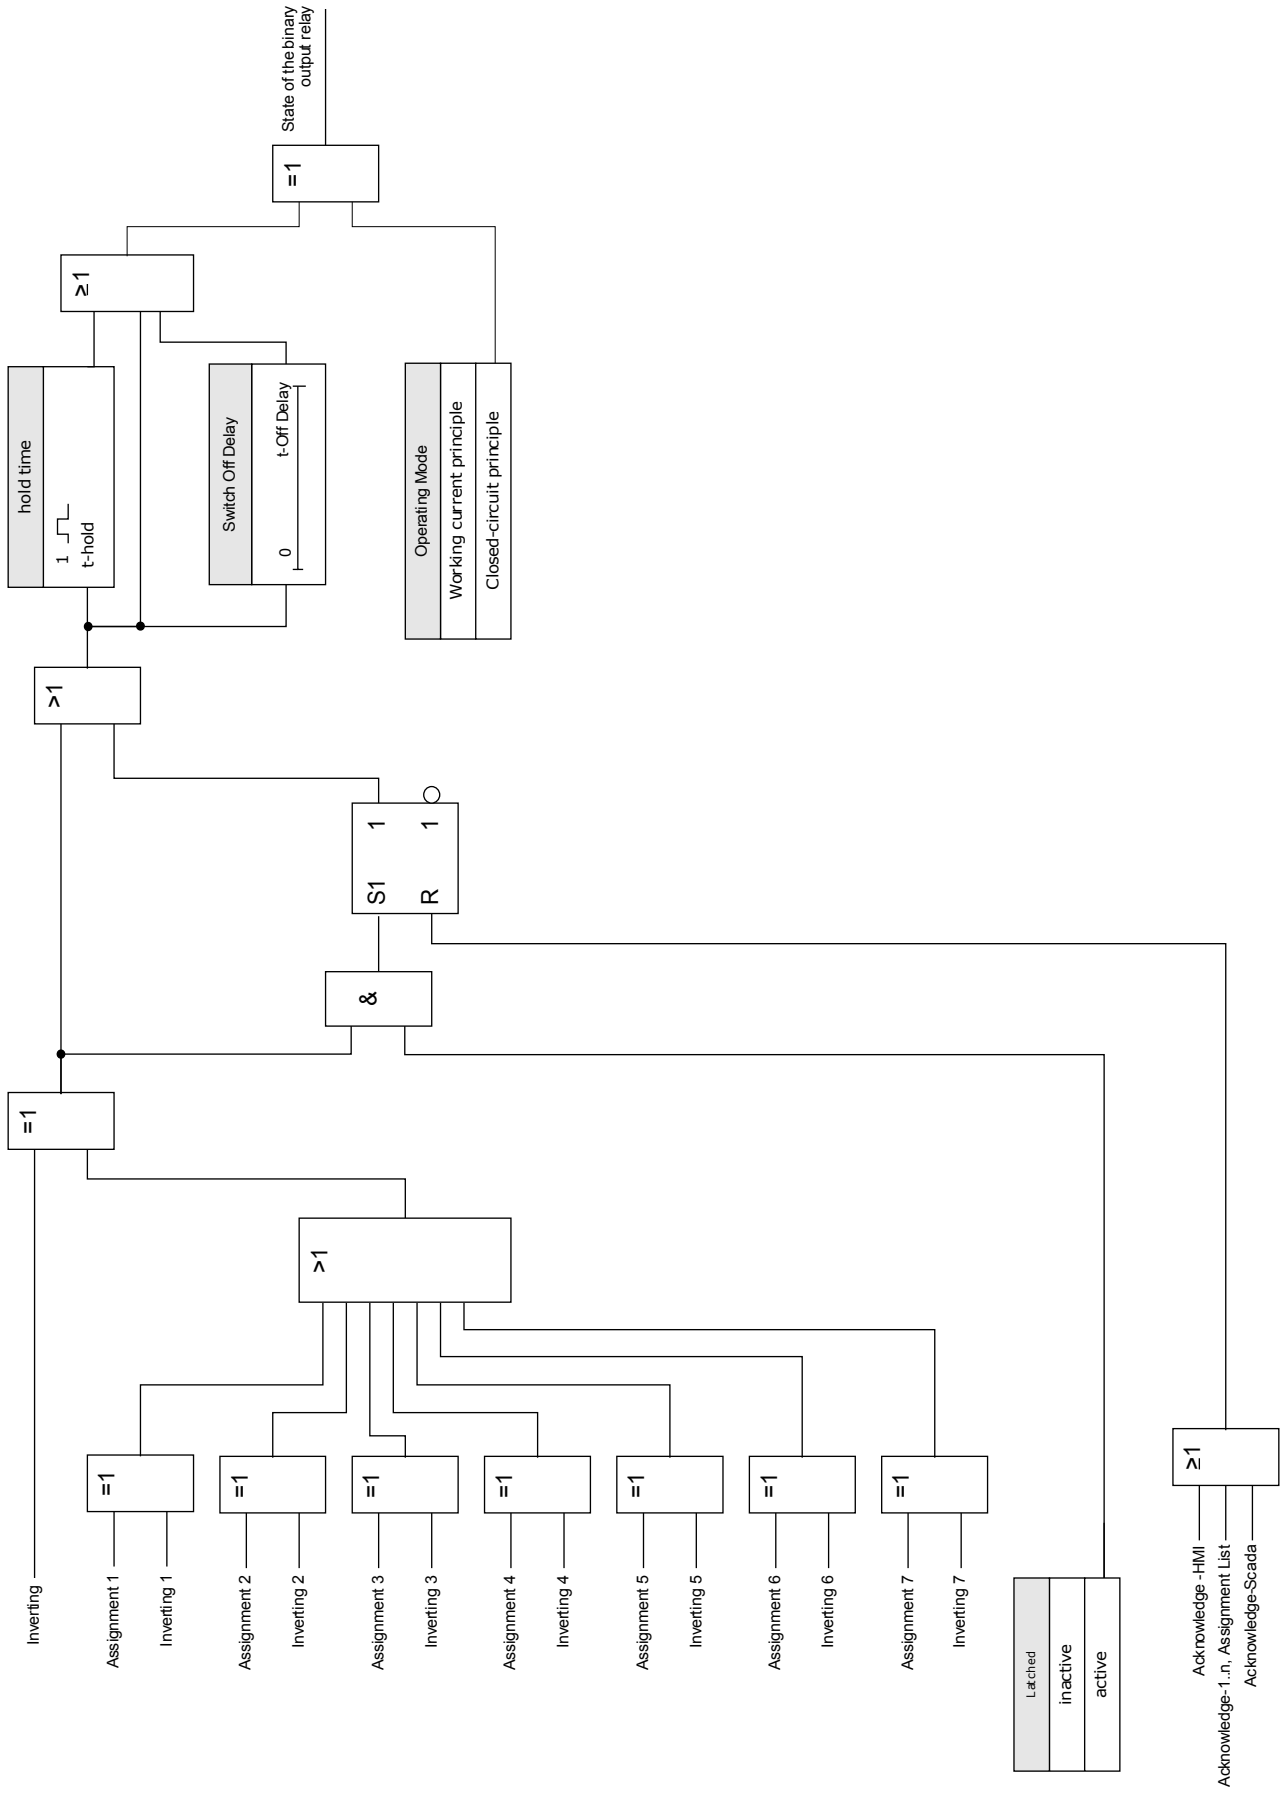 Inverting
Assignment 1
Inverting 1
Assignment 2
Inverting 2
Assignment 3
Inverting 3
Assignment 4
Inverting 4
Assignment 5
Inverting 5
Assignment 6
Inverting 6
Assignment 7
Inverting 7
=1
=1
=1
=1
=1
=1
=1
>1
=1
Latched
inactive
active
Acknowledge -HMI
Acknowledge-1..n, Assignment List
Acknowledge-Scada
≥1
&
S1 1
R 1
>1
hold time
1
t-hold
Switch Off Delay
0 t-Off Delay
Operating Mode
Working current principle
Closed-circuit principle
≥1
=1
State of the binary
output relay